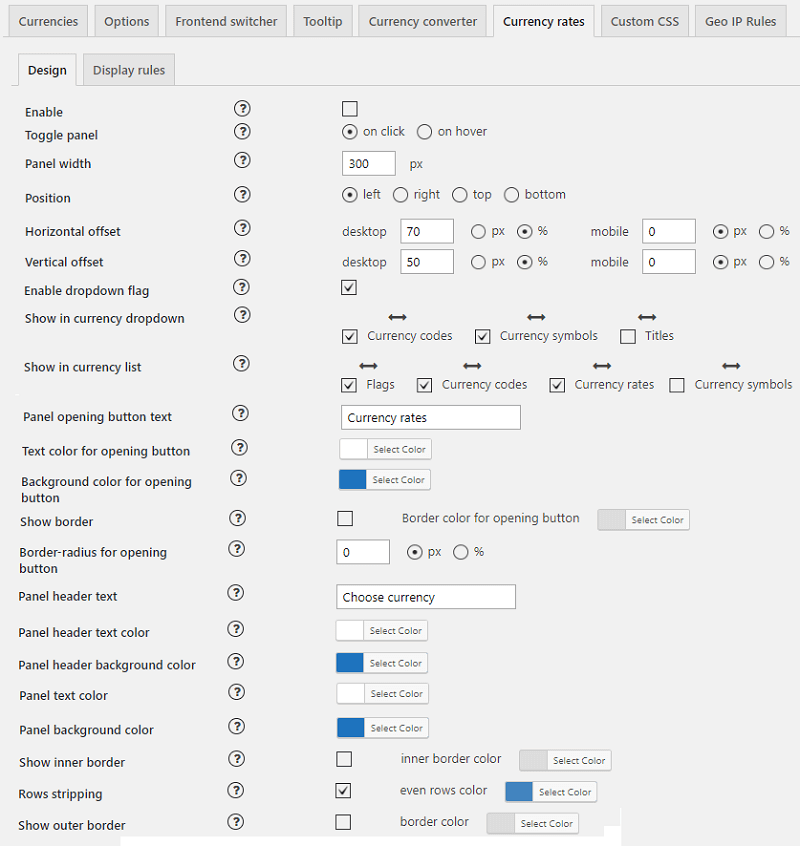 Currencies Options Frontend switcher Tooltip Currency converter Currency rates Custom CSS Geo IP Rules
Design Display rules
Enable ?
Toggle panel ? on click on hover
Panel width ? 300 px
Position ? left right top bottom
Horizontal offset ? desktop 70 px % mobile 0 px %
Vertical offset ? desktop 50 px % mobile 0 px %
Enable dropdown flag ?
Show in currency dropdown ? Currency codes Currency symbols Titles
Show in currency list ? Flags Currency codes Currency rates Currency symbols
Panel opening button text ? Currency rates
Text color for opening button ? Select Color
Background color for opening ? Select Color
button
Show border ? Border color for opening button Select Color
Border-radius for opening ? 0 px %
button
Panel header text ? Choose currency
Panel header text color ? Select Color
Panel header background color ? Select Color
Panel text color ? Select Color
Panel background color ? Select Color
Show inner border ? inner border color Select Color
Rows stripping ? even rows color Select Color
Show outer border ? border color Select Color